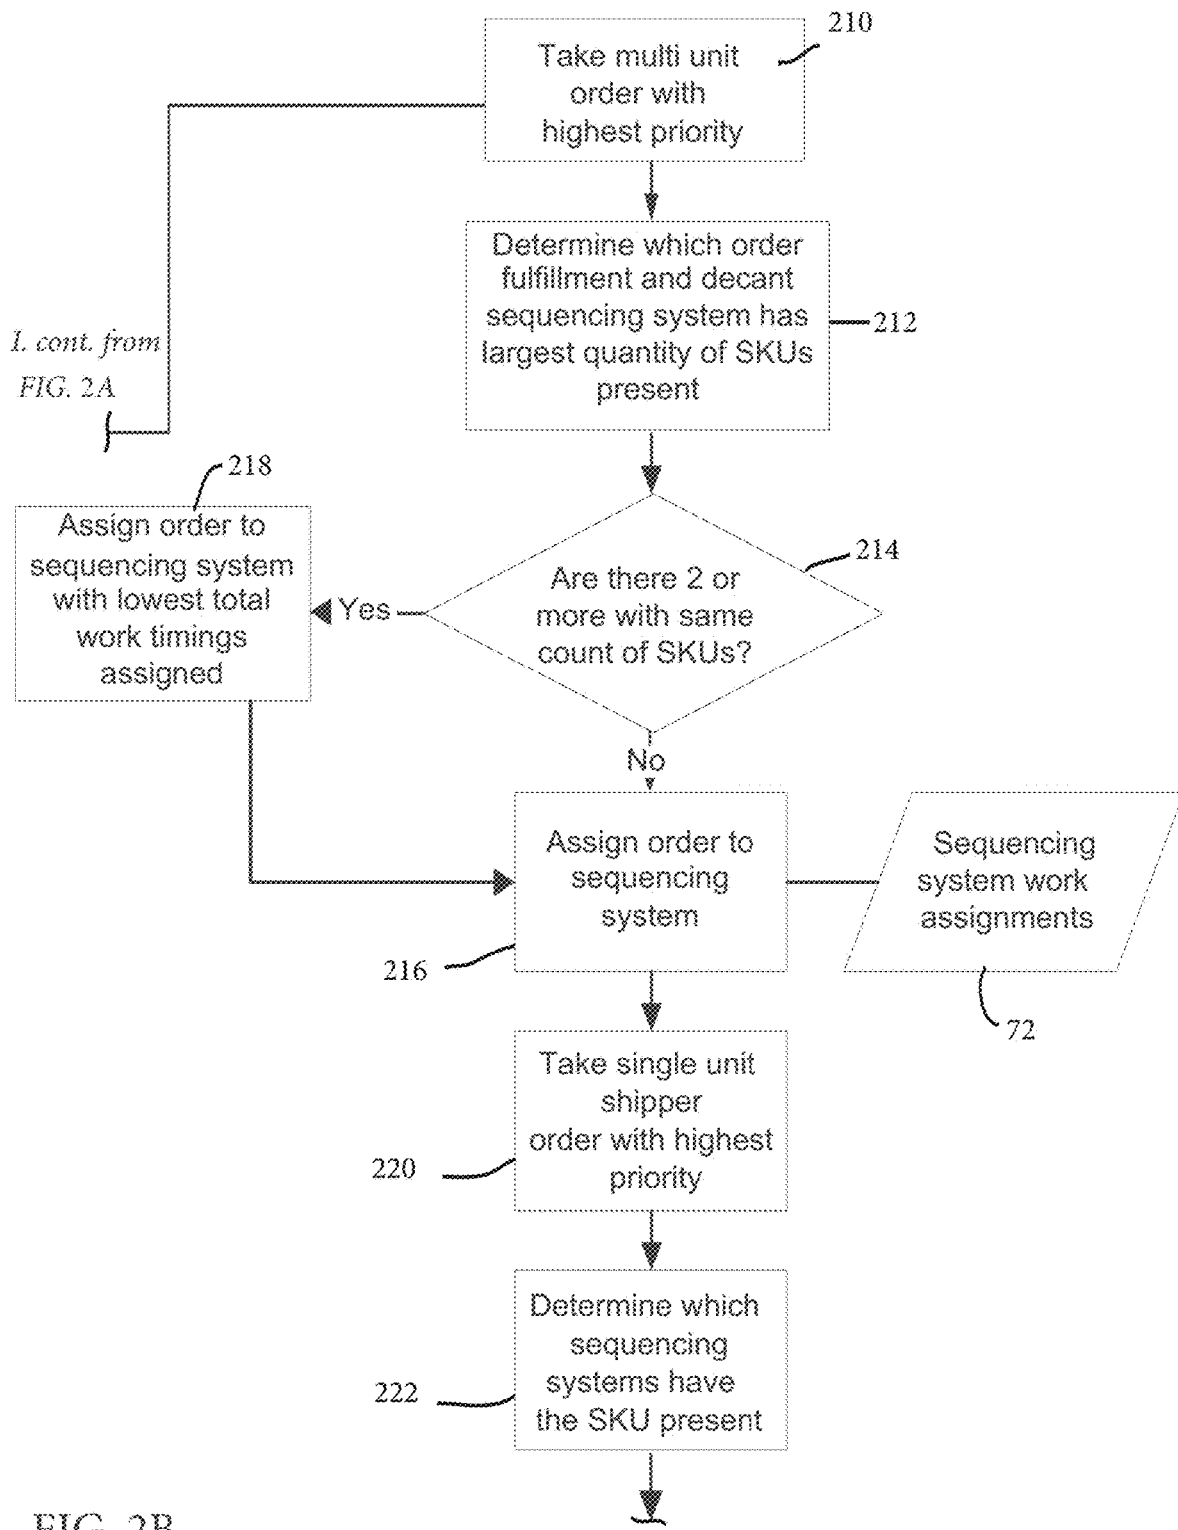 210
Take multi unit
order with
highest priority
Determine which order
fulfillment and decant
sequencing system has
largest quantity of SKUs
present
212
I. cont. from
FIG. 2A
218
Assign order to
sequencing system
with lowest total
work timings
assigned
Yes
Are there 2 or
more with same
count of SKUs?
214
No
Assign order to
sequencing
system
216
Sequencing
system work
assignments
72
Take single unit
shipper
order with highest
priority
220
Determine which
sequencing
systems have
the SKU present
222
FIG. 2B